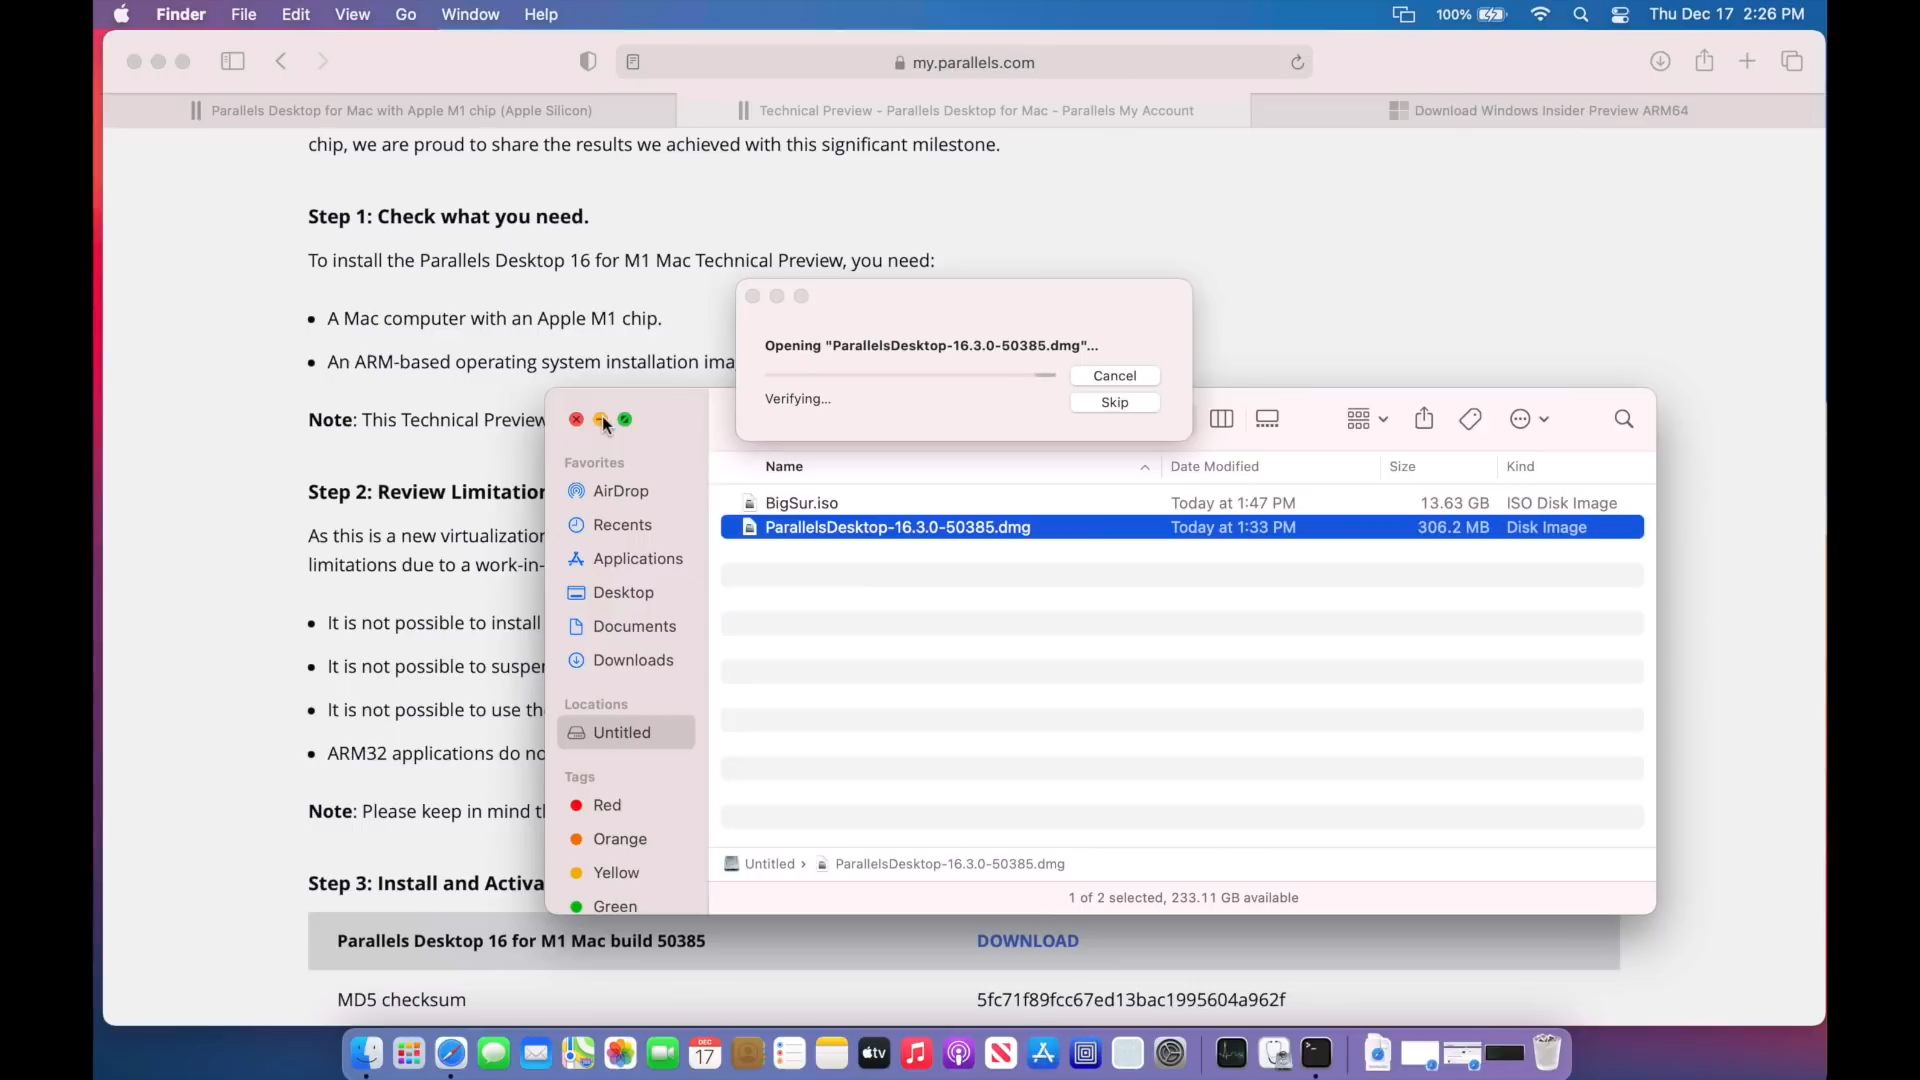 Finder File Edit View Go Window Help 100% Thu Dec 17 2:26 PM
my.parallels.com
Parallels Desktop for Mac with Apple M1 chip (Apple Silicon)
Technical Preview - Parallels Desktop for Mac - Parallels My Account
Download Windows Insider Preview ARM64
chip, we are proud to share the results we achieved with this significant milestone.
Step 1: Check what you need.
To install the Parallels Desktop 16 for M1 Mac Technical Preview, you need:
A Mac computer with an Apple M1 chip.
An ARM-based operating system installation ima
Note: This Technical Preview
Step 2: Review Limitation
As this is a new virtualization
limitations due to a work-in-
It is not possible to install
It is not possible to suspen
It is not possible to use th
ARM32 applications do no
Note: Please keep in mind th
Step 3: Install and Activa
Parallels Desktop 16 for M1 Mac build 50385 DOWNLOAD
MD5 checksum 5fc71f89fcc67ed13bac1995604a962f
Opening "ParallelsDesktop-16.3.0-50385.dmg"...
Cancel
Verifying...
Skip
Favorites
AirDrop
Recents
Applications
Desktop
Documents
Downloads
Locations
Untitled
Tags
Red
Orange
Yellow
Green
Name Date Modified Size Kind
BigSur.iso Today at 1:47 PM 13.63 GB ISO Disk Image
ParallelsDesktop-16.3.0-50385.dmg Today at 1:33 PM 306.2 MB Disk Image
Untitled › ParallelsDesktop-16.3.0-50385.dmg
1 of 2 selected, 233.11 GB available
DEC
17
tv